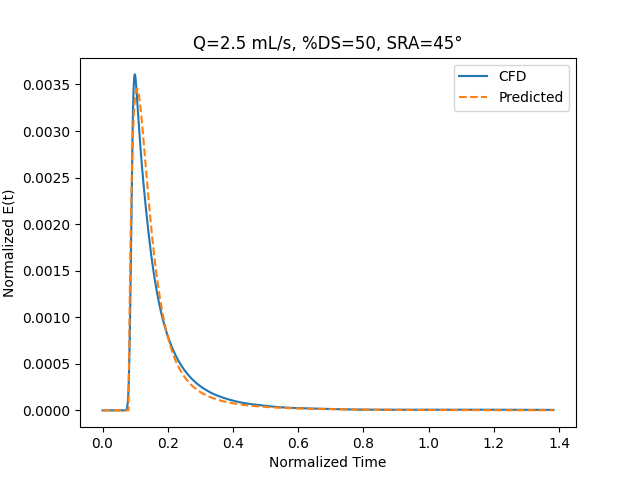 Q=2.5 mL/s, %DS=50, SRA=45°
CFD
Predicted
Normalized E(t)
0.0035
0.0030
0.0025
0.0020
0.0015
0.0010
0.0005
0.0000
0.0 0.2 0.4 0.6 0.8 1.0 1.2 1.4
Normalized Time